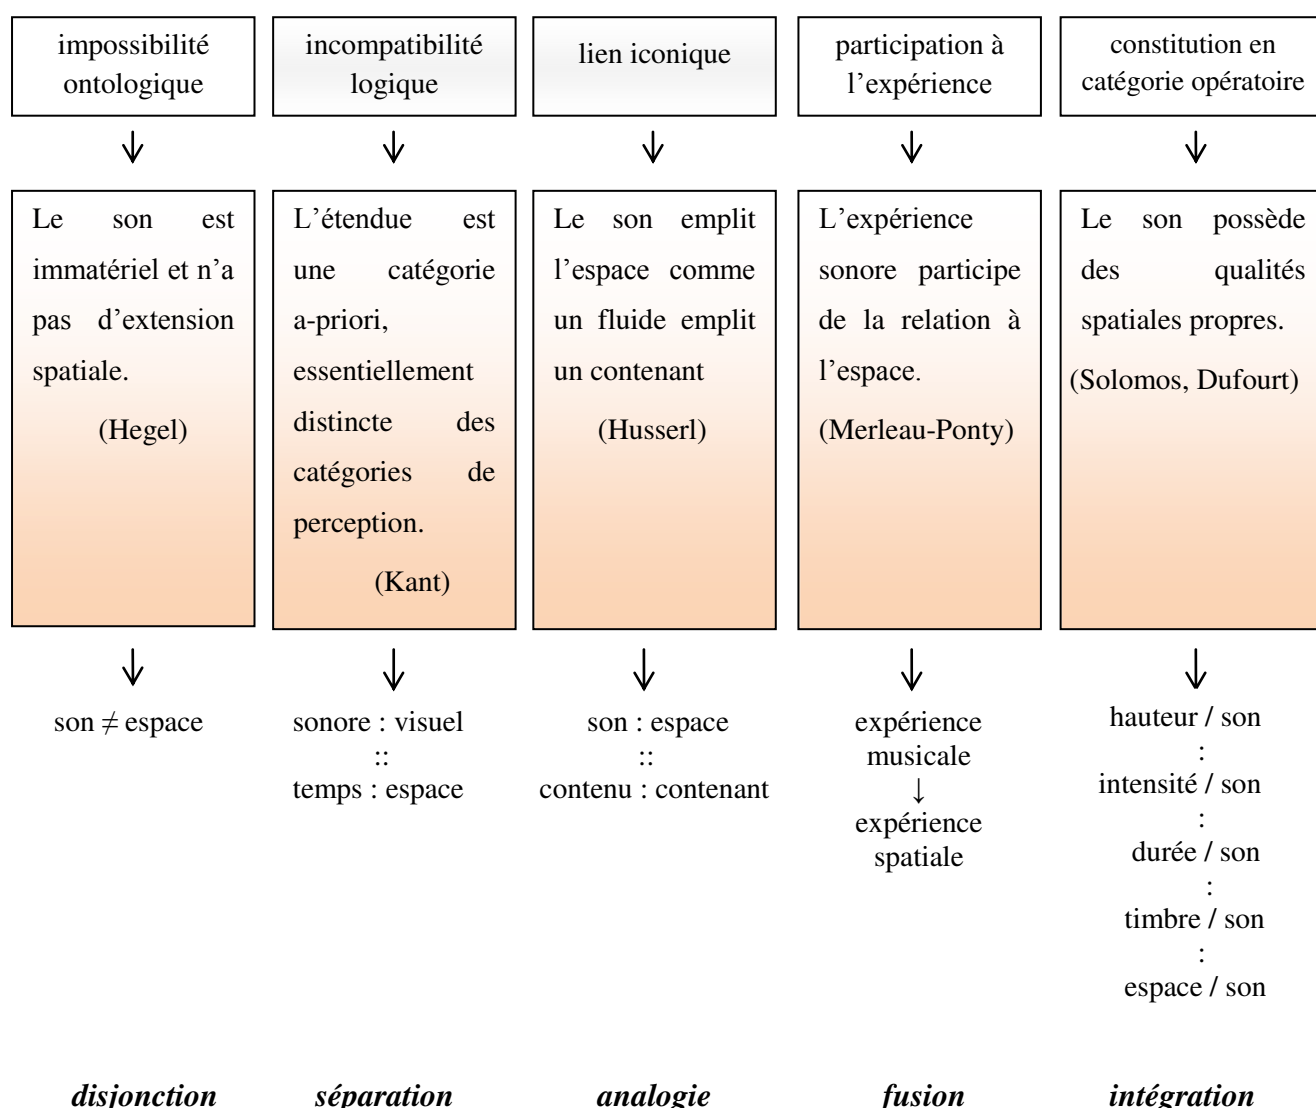 impossibilité
ontologique
incompatibilité
logique
lien iconique
participation à
l’expérience
constitution en
catégorie opératoire
↓
↓
↓
↓
↓
Le son est
immatériel et n’a
pas d’extension
spatiale.
(Hegel)
L’étendue est
une catégorie
a-priori,
essentiellement
distincte des
catégories de
perception.
(Kant)
Le son emplit
l’espace comme
un fluide emplit
un contenant
(Husserl)
L’expérience
sonore participe
de la relation à
l’espace.
(Merleau-Ponty)
Le son possède
des qualités
spatiales propres.
(Solomos, Dufourt)
↓
↓
↓
↓
↓
son ≠ espace
sonore : visuel
::
temps : espace
son : espace
::
contenu : contenant
expérience
musicale
↓
expérience
spatiale
hauteur / son
:
intensité / son
:
durée / son
:
timbre / son
:
espace / son
disjonction
séparation
analogie
fusion
intégration